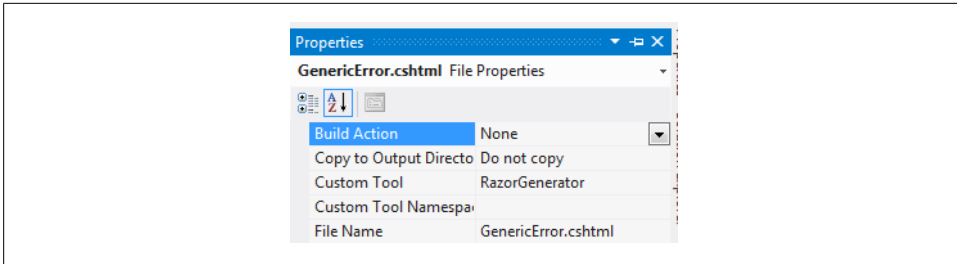 Properties
GenericError.cshtml File Properties
Build Action None
Copy to Output Directo Do not copy
Custom Tool RazorGenerator
Custom Tool Namespa
File Name GenericError.cshtml